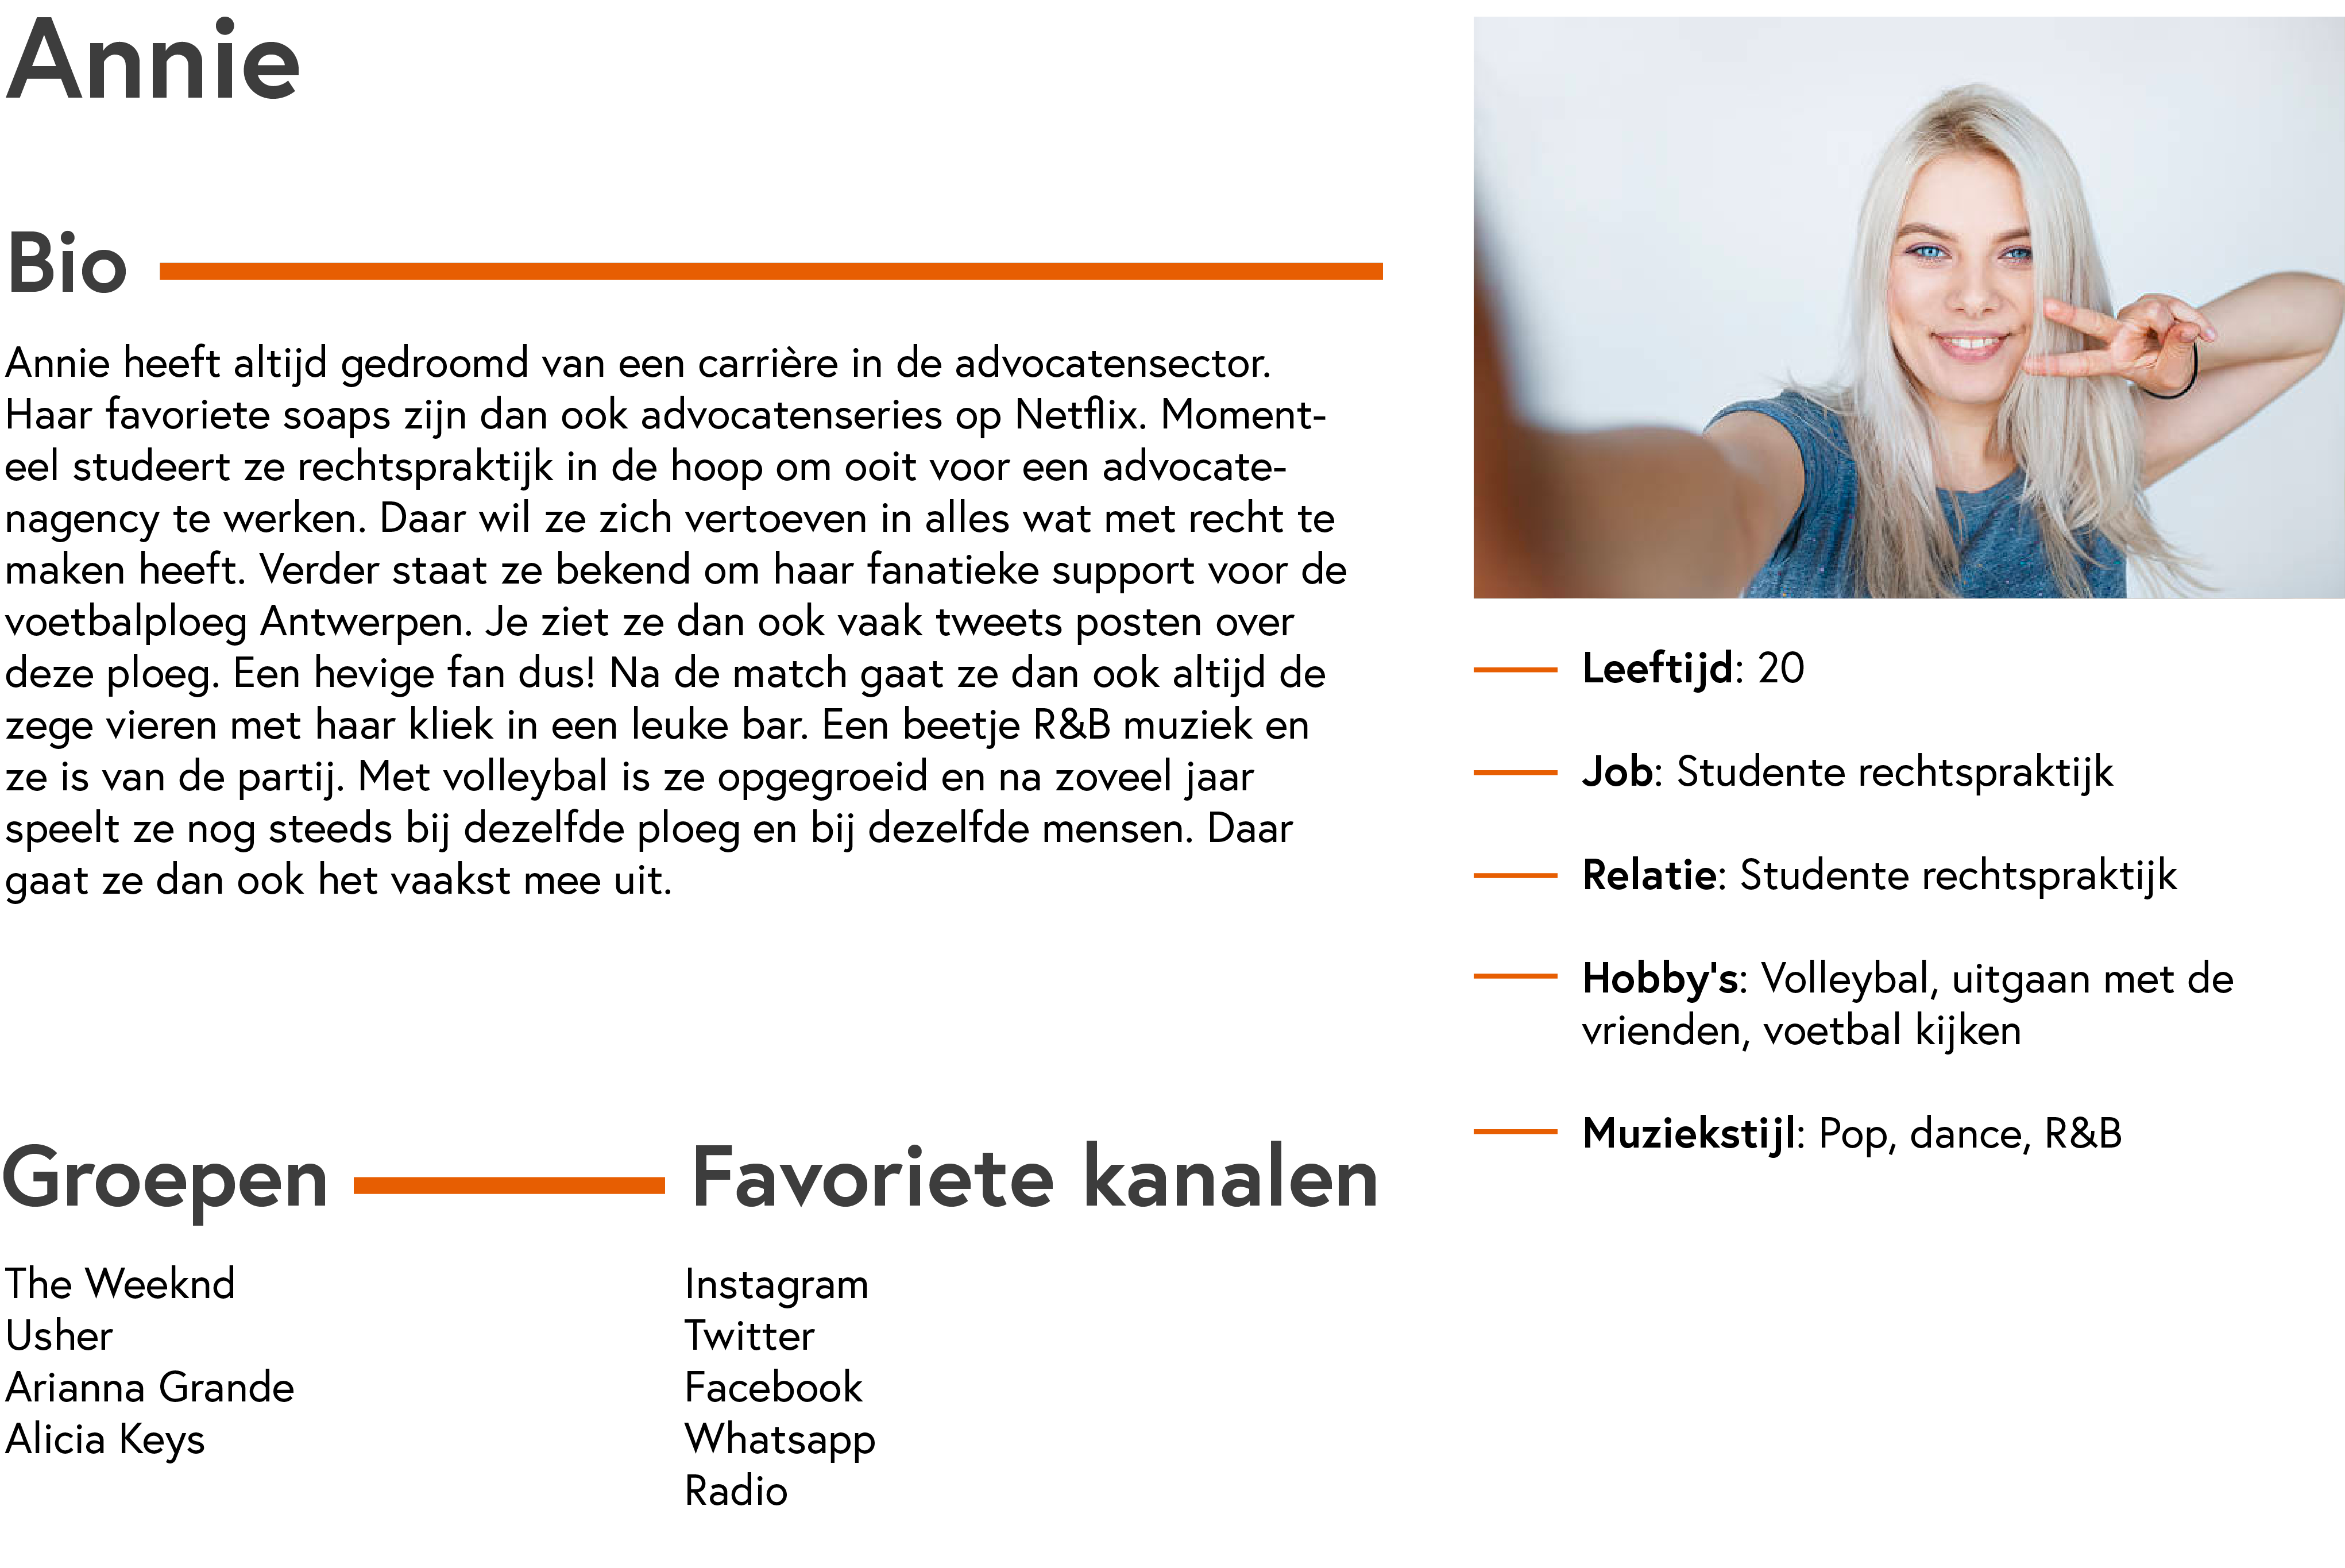 Annie
Bio
Annie heeft altijd gedroomd van een carrière in de advocatensector.
Haar favoriete soaps zijn dan ook advocatenseries op Netflix. Moment-
eel studeert ze rechtspraktijk in de hoop om ooit voor een advocate-
nagency te werken. Daar wil ze zich vertoeven in alles wat met recht te
maken heeft. Verder staat ze bekend om haar fanatieke support voor de
voetbalploeg Antwerpen. Je ziet ze dan ook vaak tweets posten over
deze ploeg. Een hevige fan dus! Na de match gaat ze dan ook altijd de
zege vieren met haar kliek in een leuke bar. Een beetje R&B muziek en
ze is van de partij. Met volleybal is ze opgegroeid en na zoveel jaar
speelt ze nog steeds bij dezelfde ploeg en bij dezelfde mensen. Daar
gaat ze dan ook het vaakst mee uit.
Groepen
The Weeknd
Usher
Arianna Grande
Alicia Keys
Favoriete kanalen
Instagram
Twitter
Facebook
Whatsapp
Radio
Leeftijd: 20
Job: Studente rechtspraktijk
Relatie: Studente rechtspraktijk
Hobby's: Volleybal, uitgaan met de
vrienden, voetbal kijken
Muziekstijl: Pop, dance, R&B